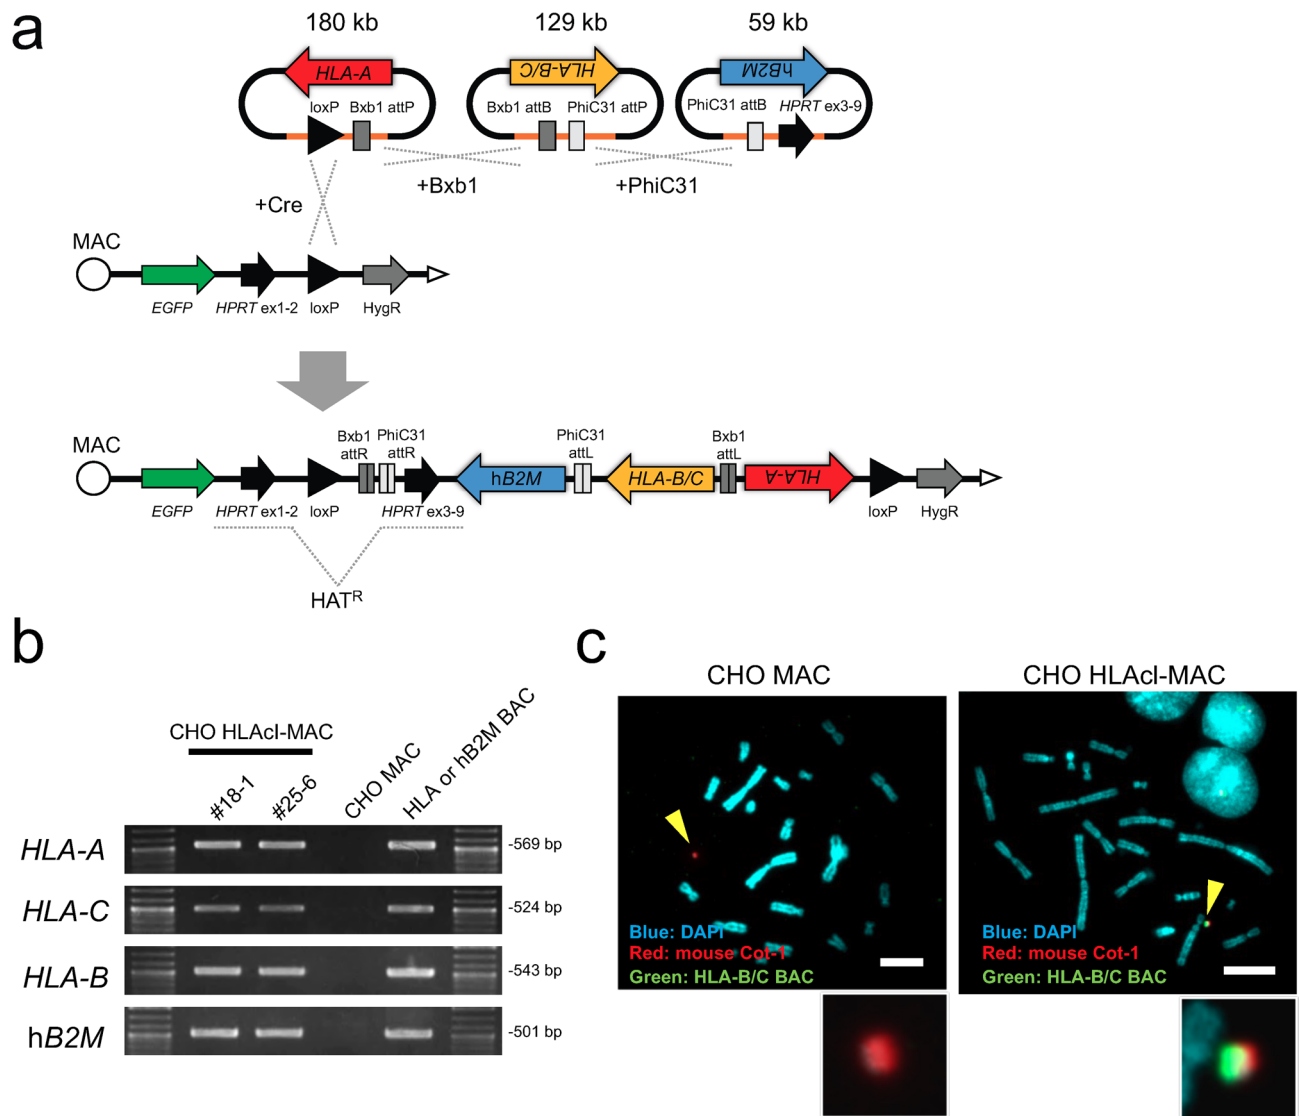 a
180 kb 129 kb 59 kb
HLA-A HLA-B/C hB2M
loxP Bxb1 attP Bxb1 attB PhiC31 attP PhiC31 attB HPRT ex3-9
+Bxb1 +PhiC31
+Cre
MAC
EGFP HPRT ex1-2 loxP HygR
MAC
Bxb1 attR PhiC31 attR PhiC31 attL Bxb1 attL
hB2M HLA-B/C HLA-A
EGFP HPRT ex1-2 loxP HPRT ex3-9 loxP HygR
HATᴿ
b
CHO HLAcl-MAC
#18-1 #25-6 CHO MAC HLA or hB2M BAC
HLA-A -569 bp
HLA-C -524 bp
HLA-B -543 bp
hB2M -501 bp
c
CHO MAC CHO HLAcl-MAC
Blue: DAPI Blue: DAPI
Red: mouse Cot-1 Red: mouse Cot-1
Green: HLA-B/C BAC Green: HLA-B/C BAC